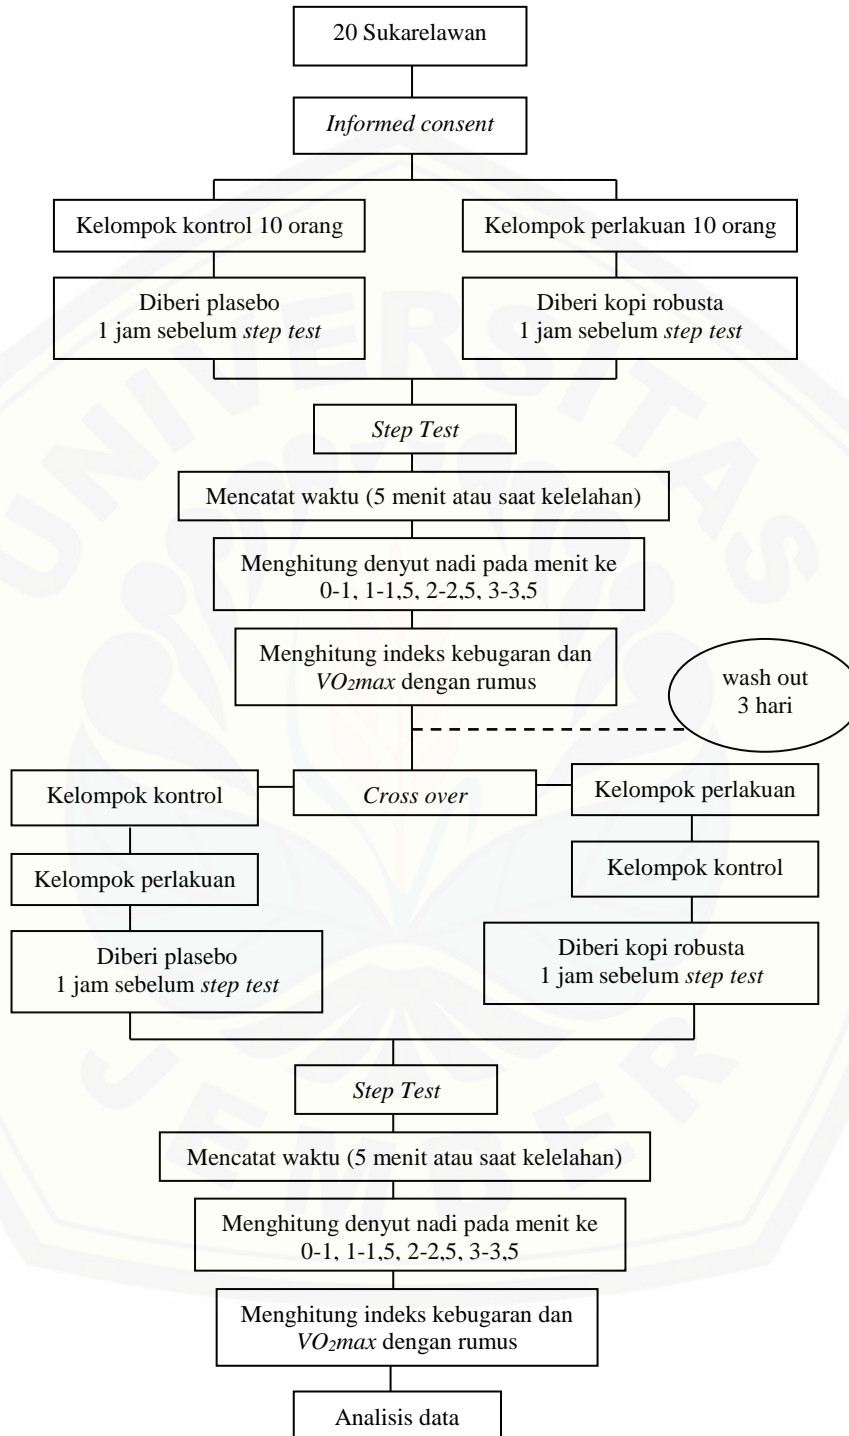 20 Sukarelawan
Informed consent
Kelompok kontrol 10 orang
Kelompok perlakuan 10 orang
Diberi plasebo
1 jam sebelum step test
Diberi kopi robusta
1 jam sebelum step test
Step Test
Mencatat waktu (5 menit atau saat kelelahan)
Menghitung denyut nadi pada menit ke
0-1, 1-1,5, 2-2,5, 3-3,5
Menghitung indeks kebugaran dan
VO₂max dengan rumus
wash out
3 hari
Kelompok kontrol
Cross over
Kelompok perlakuan
Kelompok perlakuan
Kelompok kontrol
Diberi plasebo
1 jam sebelum step test
Diberi kopi robusta
1 jam sebelum step test
Step Test
Mencatat waktu (5 menit atau saat kelelahan)
Menghitung denyut nadi pada menit ke
0-1, 1-1,5, 2-2,5, 3-3,5
Menghitung indeks kebugaran dan
VO₂max dengan rumus
Analisis data
UNIVERSITAS
JEMBER